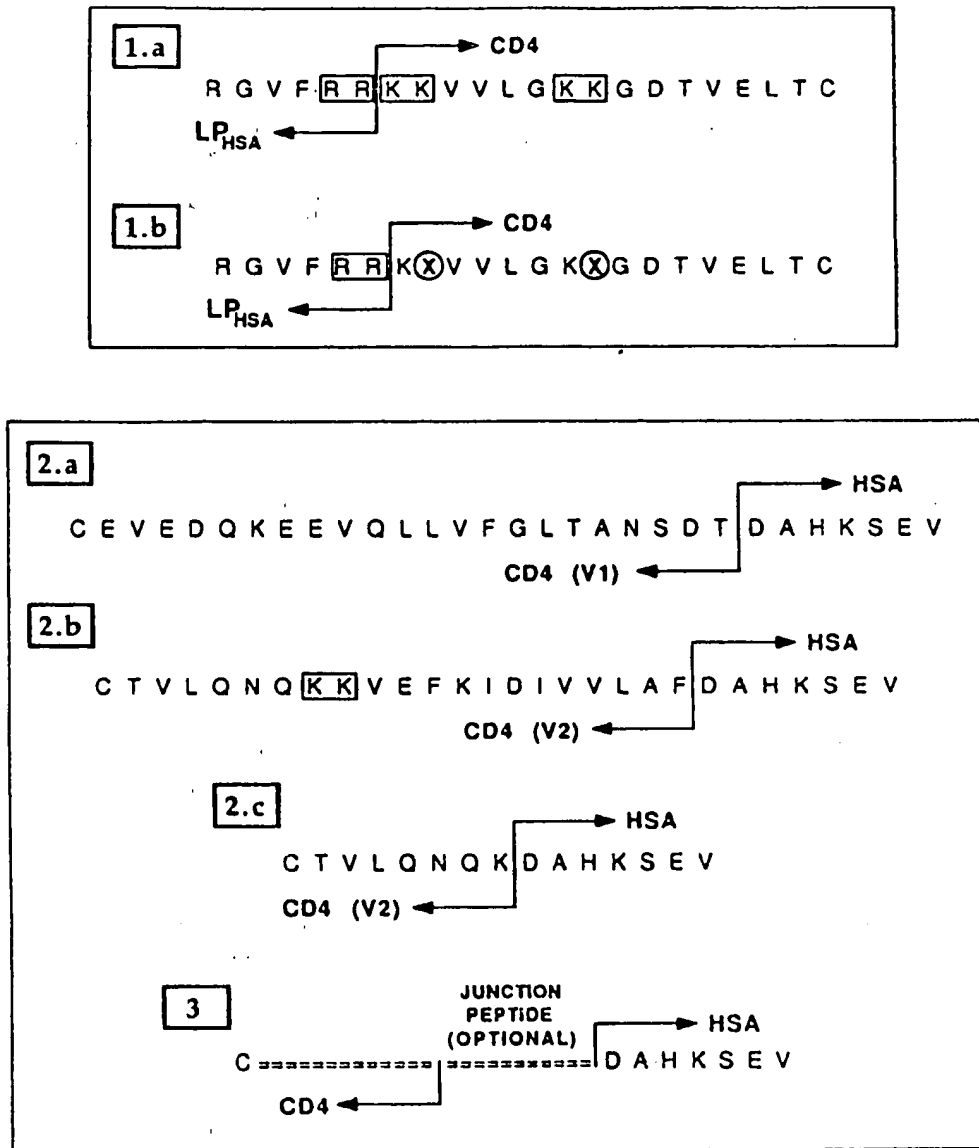 1.a
CD4
R G V F R R K K V V L G K K G D T V E L T C
LPHSA
1.b
CD4
R G V F R R K X V V L G K X G D T V E L T C
LPHSA
2.a
HSA
C E V E D Q K E E V Q L L V F G L T A N S D T D A H K S E V
CD4 (V1)
2.b
HSA
C T V L Q N Q K K V E F K I D I V V L A F D A H K S E V
CD4 (V2)
2.c
HSA
C T V L Q N Q K D A H K S E V
CD4 (V2)
3
JUNCTION
PEPTIDE
(OPTIONAL)
HSA
C D A H K S E V
CD4